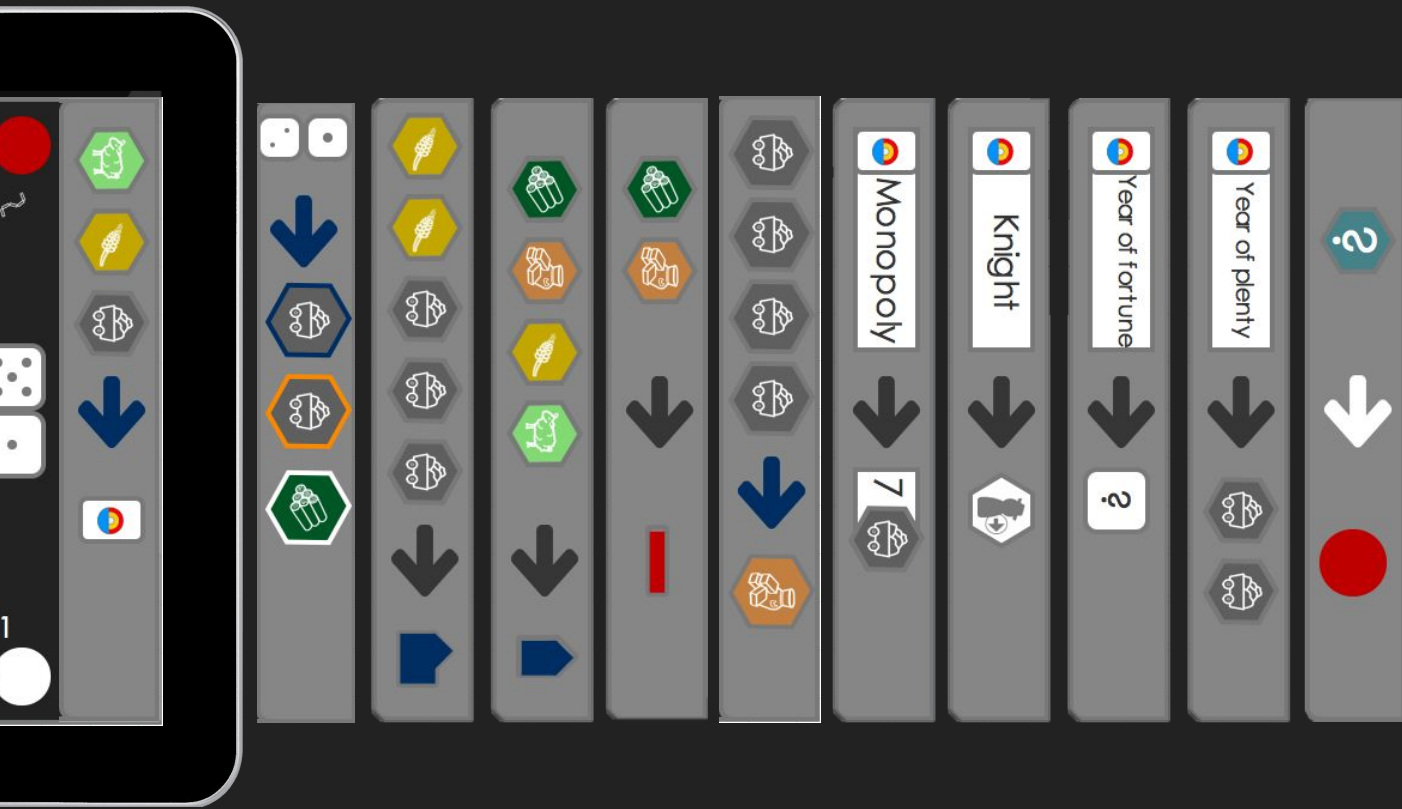 1
Monopoly
7
Knight
Year of fortune
?
Year of plenty
?